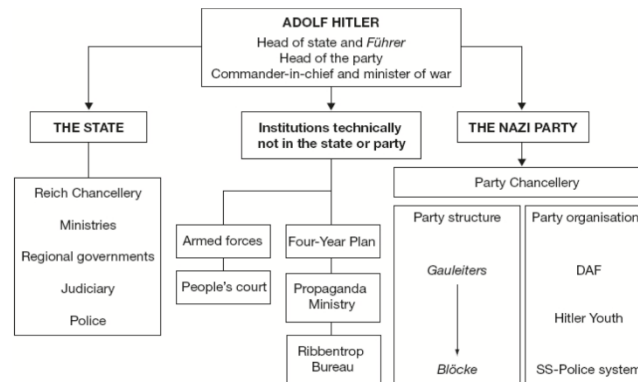 ADOLF HITLER
Head of state and Führer
Head of the party
Commander-in-chief and minister of war
THE STATE
Reich Chancellery
Ministries
Regional governments
Judiciary
Police
Institutions technically
not in the state or party
Armed forces
People's court
Four-Year Plan
Propaganda
Ministry
Ribbentrop
Bureau
THE NAZI PARTY
Party Chancellery
Party structure
Gauleiters
Blöcke
Party organisation
DAF
Hitler Youth
SS-Police system